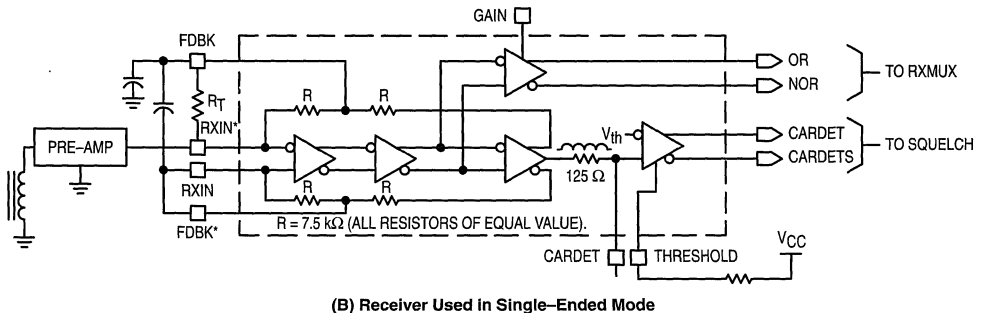 GAIN
FDBK
OR
NOR
TO RXMUX
R R
RT
RXIN*
PRE–AMP
Vth
CARDET
CARDETS
TO SQUELCH
125 Ω
RXIN
R R
FDBK*
R = 7.5 kΩ (ALL RESISTORS OF EQUAL VALUE).
CARDET THRESHOLD
VCC
(B) Receiver Used in Single–Ended Mode